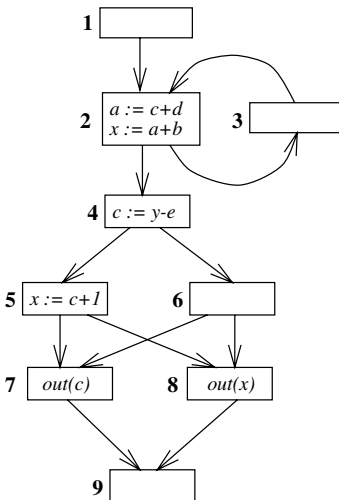 1
2
a := c+d
x := a+b
3
4
c := y-e
5
x := c+1
6
7
out(c)
8
out(x)
9